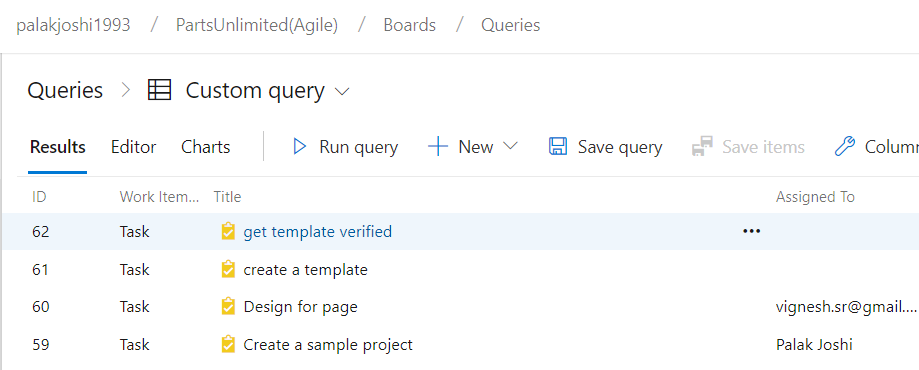 palakjoshi1993 / PartsUnlimited(Agile) / Boards / Queries
Queries > Custom query
Results Editor Charts Run query New Save query Save items Colum
ID Work Item... Title Assigned To
62 Task get template verified ...
61 Task create a template
60 Task Design for page vignesh.sr@gmail....
59 Task Create a sample project Palak Joshi